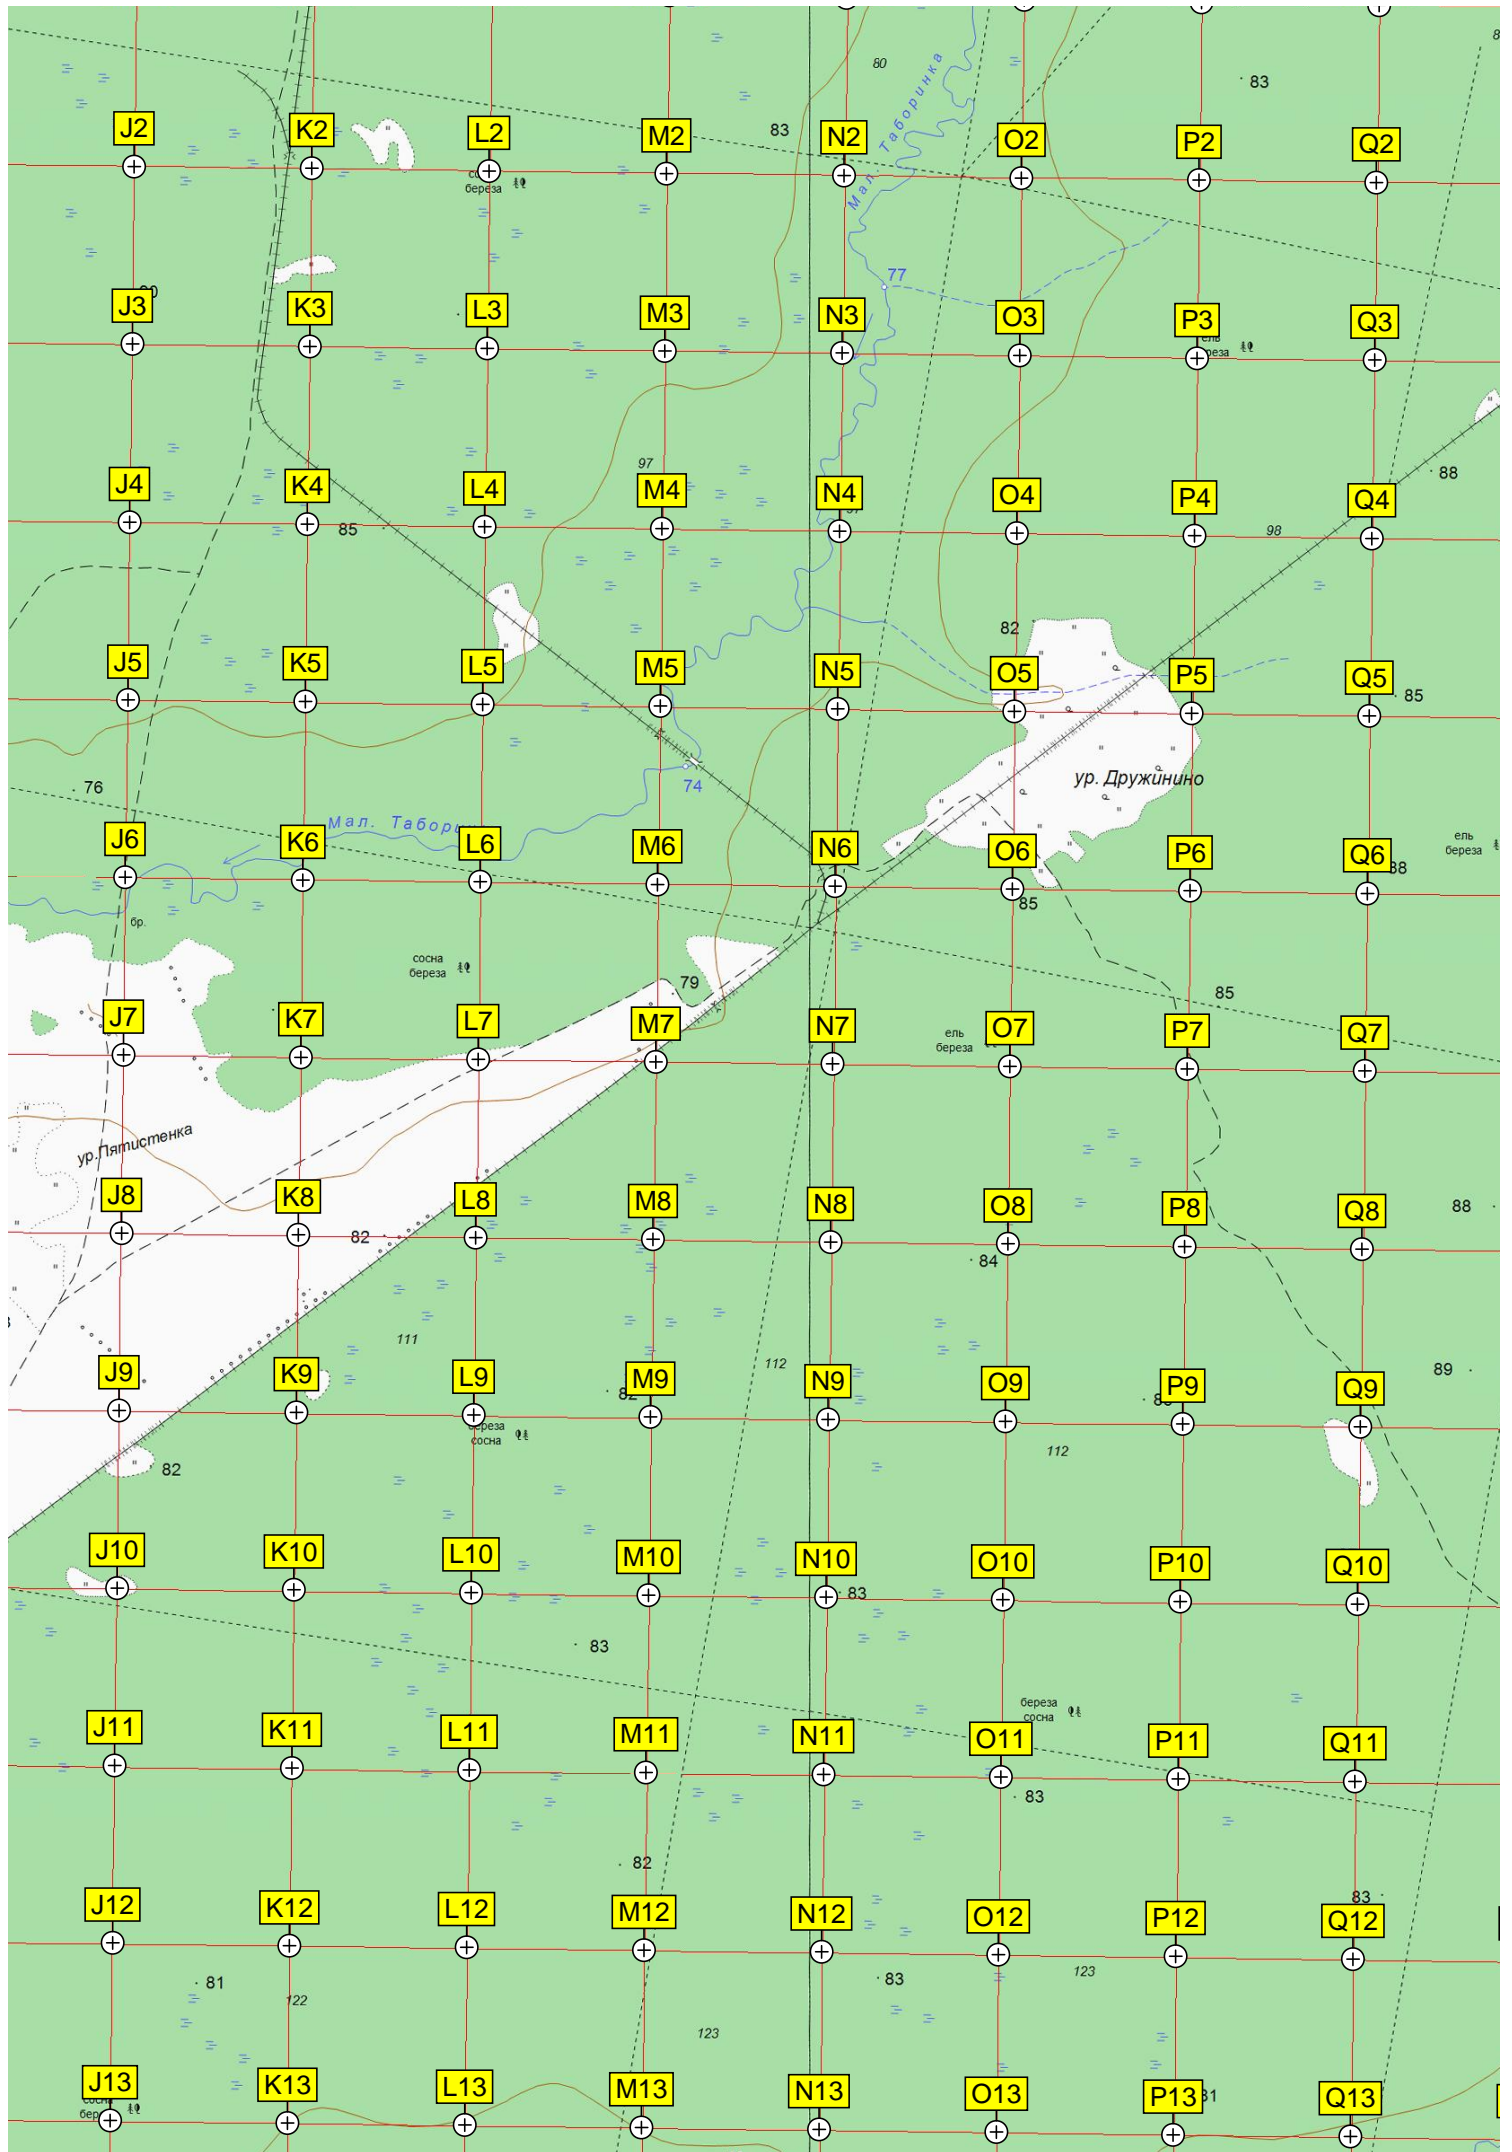 80
83
Мал. Таборинка
J2 K2 L2 M2 83 N2 O2 P2 Q2
береза
77
J3 K3 L3 M3 N3 O3 P3 Q3
97
88
J4 K4 L4 M4 N4 O4 P4 Q4
85
98
82
J5 K5 L5 M5 N5 O5 P5 Q5
85
ур. Дружинино
76
74
Мал.
J6 K6 L6 M6 N6 O6 P6 Q6
ель
береза
85
бр.
сосна
береза
79
85
J7 K7 L7 M7 N7 O7 P7 Q7
ель
береза
ур.Пятистенка
J8 K8 L8 M8 N8 O8 P8 Q8
88
82
84
111
112
J9 K9 L9 M9 N9 O9 P9 Q9
89
береза
сосна
112
82
J10 K10 L10 M10 N10 O10 P10 Q10
83
83
береза
сосна
J11 K11 L11 M11 N11 O11 P11 Q11
83
82
83
J12 K12 L12 M12 N12 O12 P12 Q12
81
83
123
122
123
J13 K13 L13 M13 N13 O13 P13 Q13